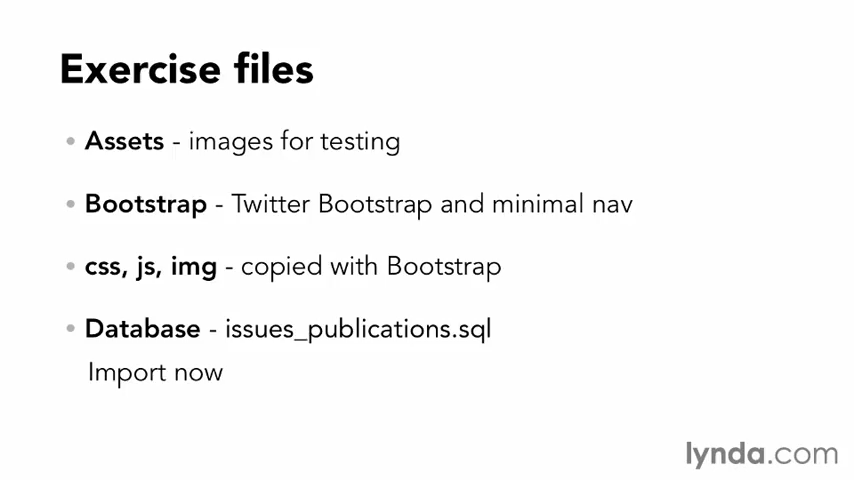 Exercise files
• Assets - images for testing
• Bootstrap - Twitter Bootstrap and minimal nav
• css, js, img - copied with Bootstrap
• Database - issues_publications.sql
Import now
lynda.com